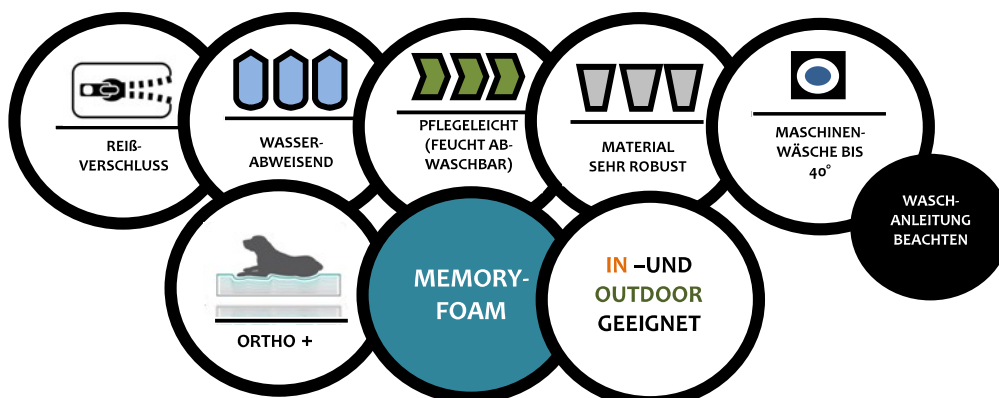 REIß-
VERSCHLUSS
WASSER-
ABWEISEND
PFLEGELEICHT
(FEUCHT AB-
WASCHBAR)
MATERIAL
SEHR ROBUST
MASCHINEN-
WÄSCHE BIS
40°
WASCH-
ANLEITUNG
BEACHTEN
ORTHO +
MEMORY-
FOAM
IN –UND
OUTDOOR
GEEIGNET